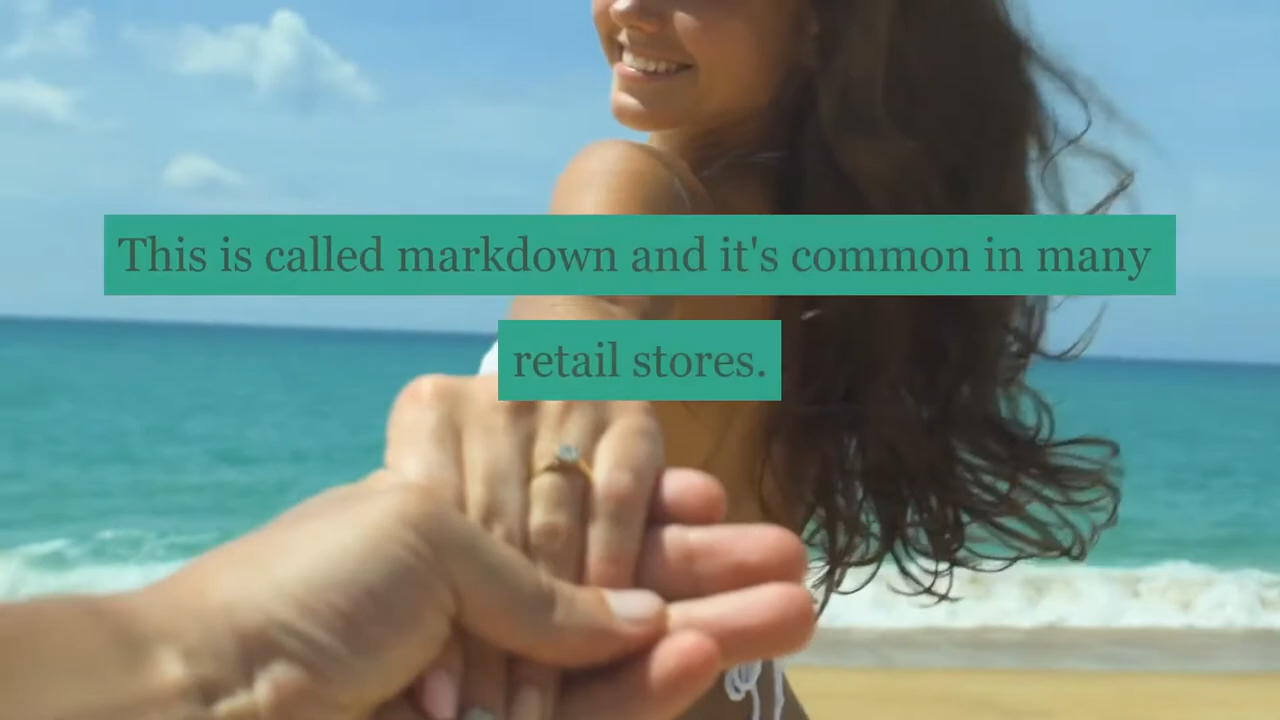 This is called markdown and it's common in many
retail stores.